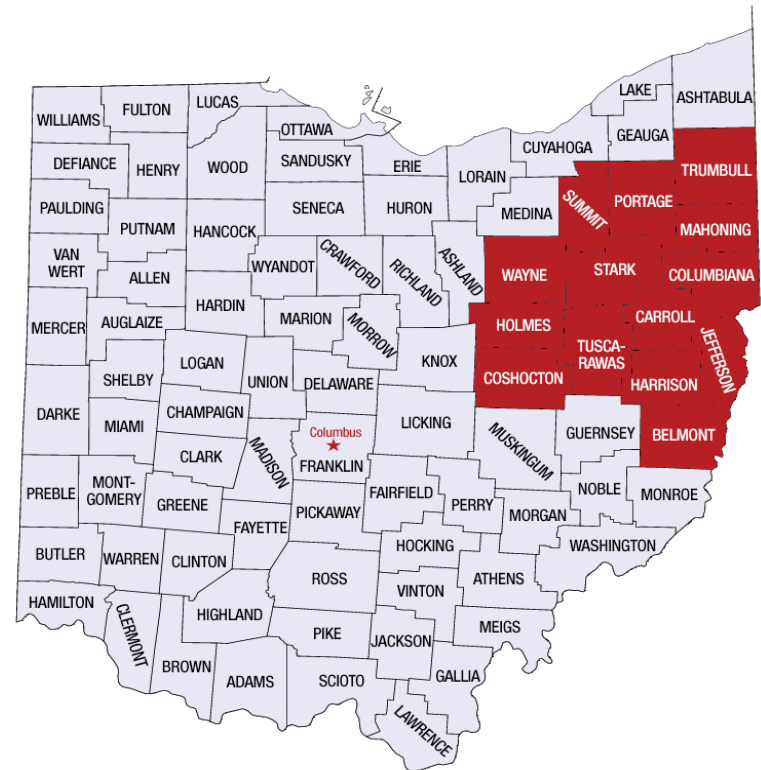 LAKE
ASHTABULA
LUCAS
FULTON
WILLIAMS
OTTAWA
GEAUGA
CUYAHOGA
DEFIANCE
HENRY
WOOD
SANDUSKY
ERIE
LORAIN
TRUMBULL
PAULDING
SENECA
HURON
MEDINA
SUMMIT
PORTAGE
PUTNAM
HANCOCK
MAHONING
VAN
WERT
ALLEN
WYANDOT
CRAWFORD
RICHLAND
ASHLAND
WAYNE
STARK
COLUMBIANA
HARDIN
MERCER
AUGLAIZE
MARION
MORROW
HOLMES
CARROLL
JEFFERSON
LOGAN
KNOX
TUSCA-
RAWAS
SHELBY
UNION
DELAWARE
COSHOCTON
HARRISON
DARKE
CHAMPAIGN
MIAMI
LICKING
Columbus
MUSKINGUM
GUERNSEY
BELMONT
CLARK
MADISON
FRANKLIN
PREBLE
MONT-
GOMERY
GREENE
FAIRFIELD
PERRY
NOBLE
MONROE
PICKAWAY
MORGAN
FAYETTE
BUTLER
WARREN
CLINTON
HOCKING
WASHINGTON
ROSS
ATHENS
VINTON
HAMILTON
CLERMONT
HIGHLAND
PIKE
JACKSON
MEIGS
BROWN
ADAMS
SCIOTO
GALLIA
LAWRENCE